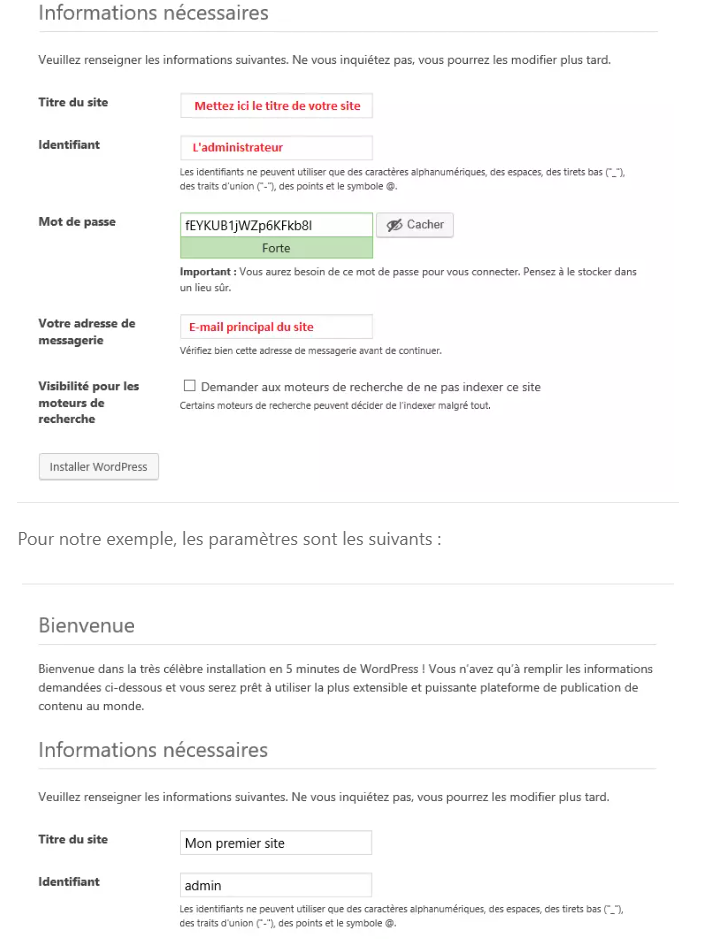 Informations nécessaires
Veuillez renseigner les informations suivantes. Ne vous inquiétez pas, vous pourrez les modifier plus tard.
Titre du site
Mettez ici le titre de votre site
Identifiant
L'administrateur
Les identifiants ne peuvent utiliser que des caractères alphanumériques, des espaces, des tirets bas ("_"),
des traits d'union ("-"), des points et le symbole @.
Mot de passe
fEYKUB1jWZp6KFkb8I
Cacher
Forte
Important : Vous aurez besoin de ce mot de passe pour vous connecter. Pensez à le stocker dans
un lieu sûr.
Votre adresse de
messagerie
E-mail principal du site
Vérifiez bien cette adresse de messagerie avant de continuer.
Visibilité pour les
moteurs de
recherche
Demander aux moteurs de recherche de ne pas indexer ce site
Certains moteurs de recherche peuvent décider de l'indexer malgré tout.
Installer WordPress
Pour notre exemple, les paramètres sont les suivants :
Bienvenue
Bienvenue dans la très célèbre installation en 5 minutes de WordPress ! Vous n'avez qu'à remplir les informations
demandées ci-dessous et vous serez prêt à utiliser la plus extensible et puissante plateforme de publication de
contenu au monde.
Informations nécessaires
Veuillez renseigner les informations suivantes. Ne vous inquiétez pas, vous pourrez les modifier plus tard.
Titre du site
Mon premier site
Identifiant
admin
Les identifiants ne peuvent utiliser que des caractères alphanumériques, des espaces, des tirets bas ("_"),
des traits d'union ("-"), des points et le symbole @.